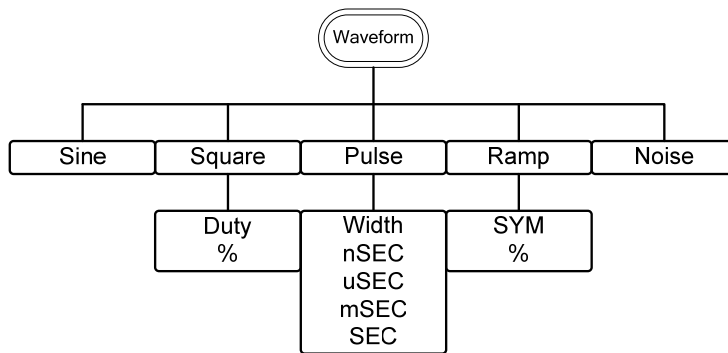 Waveform
Sine
Square
Pulse
Ramp
Noise
Duty
%
Width
nSEC
uSEC
mSEC
SEC
SYM
%